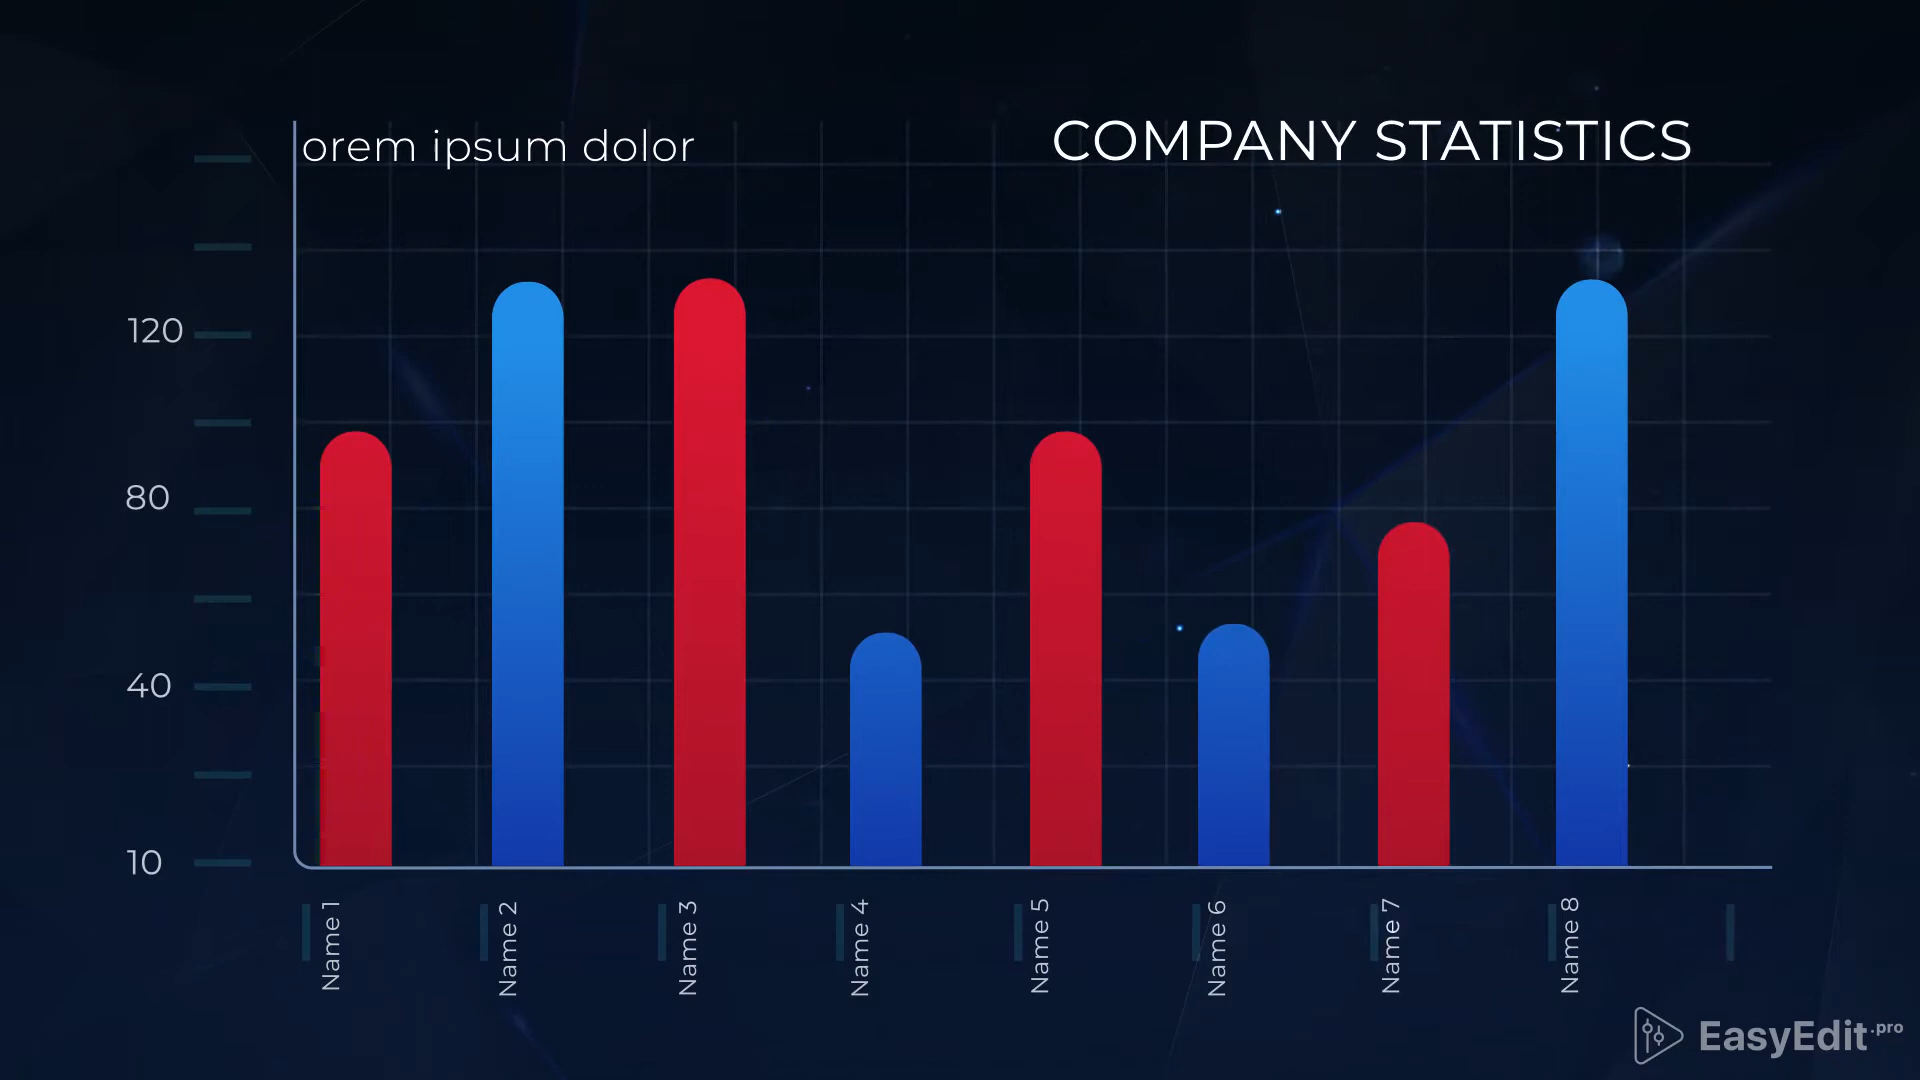 orem ipsum dolor
COMPANY STATISTICS
120
80
40
10
Name 1
Name 2
Name 3
Name 4
Name 5
Name 6
Name 7
Name 8
EasyEdit.pro